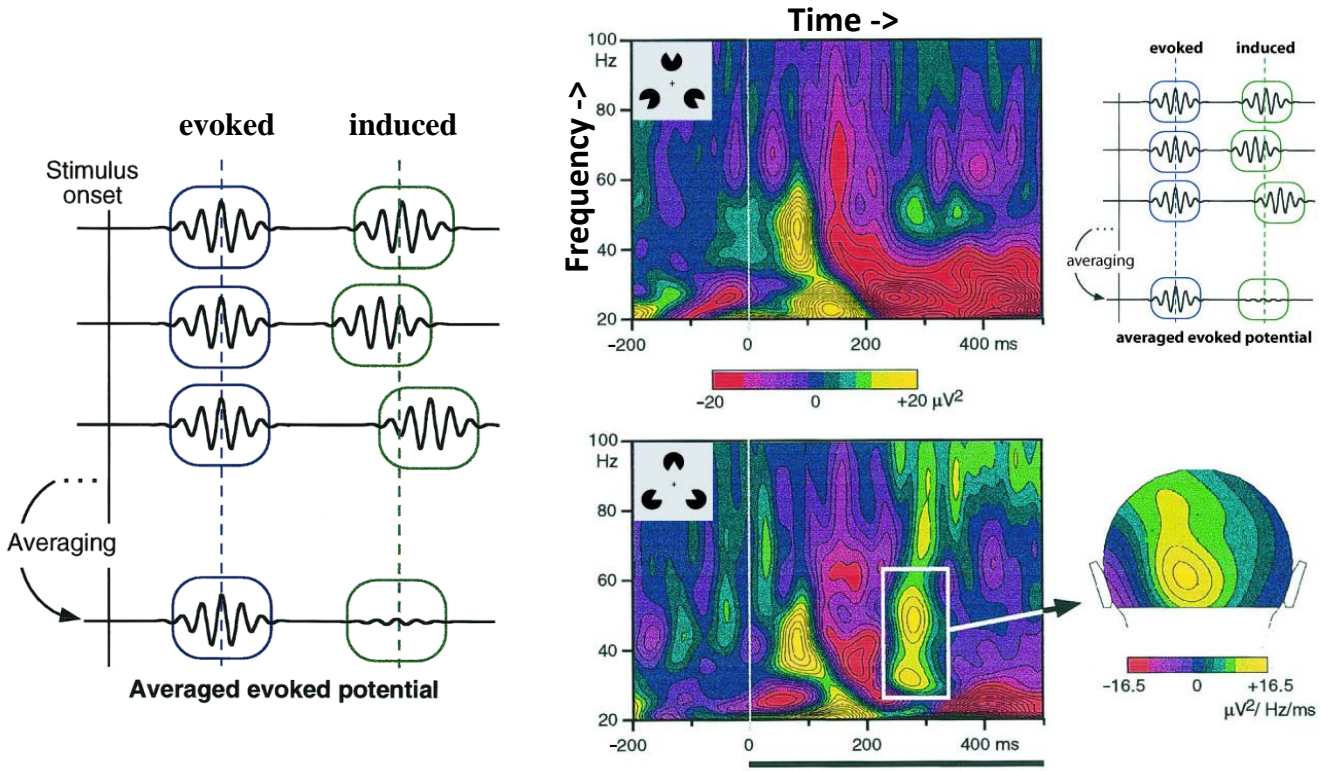 evoked induced
Stimulus
onset
. . .
Averaging
Averaged evoked potential
Time ->
Frequency ->
100
Hz
80
60
40
20
-200 0 200 400 ms
-20 0 +20 μV²
evoked induced
. . . .
averaging
averaged evoked potential
100
Hz
80
60
40
20
-200 0 200 400 ms
-16.5 0 +16.5
μV²/ Hz/ms